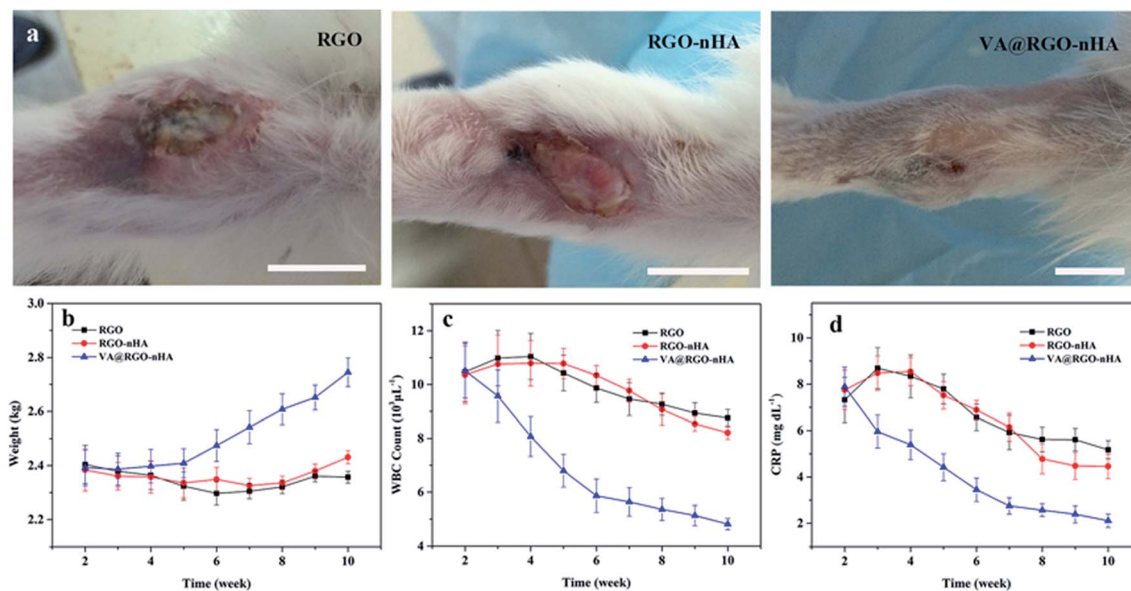 a
RGO
RGO-nHA
VA@RGO-nHA
b
3.0
2.8
2.6
2.4
2.2
Weight (kg)
RGO
RGO-nHA
VA@RGO-nHA
2 4 6 8 10
Time (week)
c
12
10
8
6
4
WBC Count (10³μL⁻¹)
RGO
RGO-nHA
VA@RGO-nHA
2 4 6 8 10
Time (week)
d
10
8
6
4
2
CRP (mg dL⁻¹)
RGO
RGO-nHA
VA@RGO-nHA
2 4 6 8 10
Time (week)